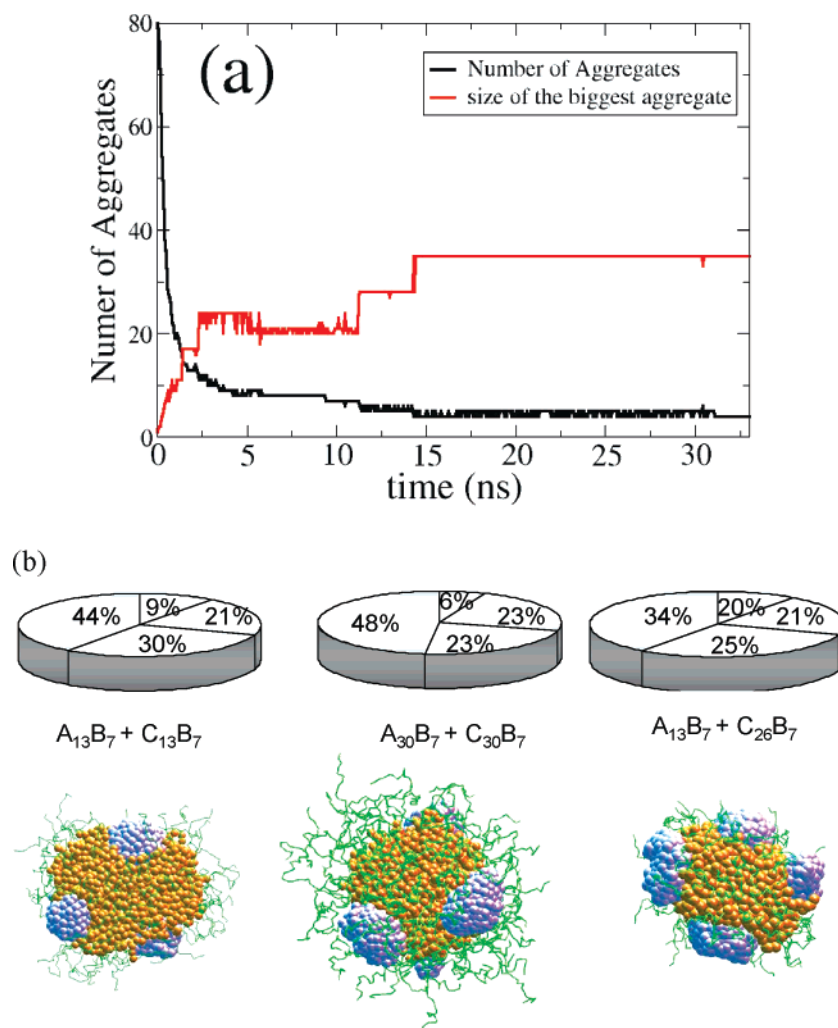 (a)
Number of Aggregates
size of the biggest aggregate
Numer of Aggregates
80
60
40
20
0
0 5 10 15 20 25 30
time (ns)
(b)
44% 9% 21% 30%
48% 6% 23% 23%
34% 20% 21% 25%
A₁₃B₇ + C₁₃B₇
A₃₀B₇ + C₃₀B₇
A₁₃B₇ + C₂₆B₇